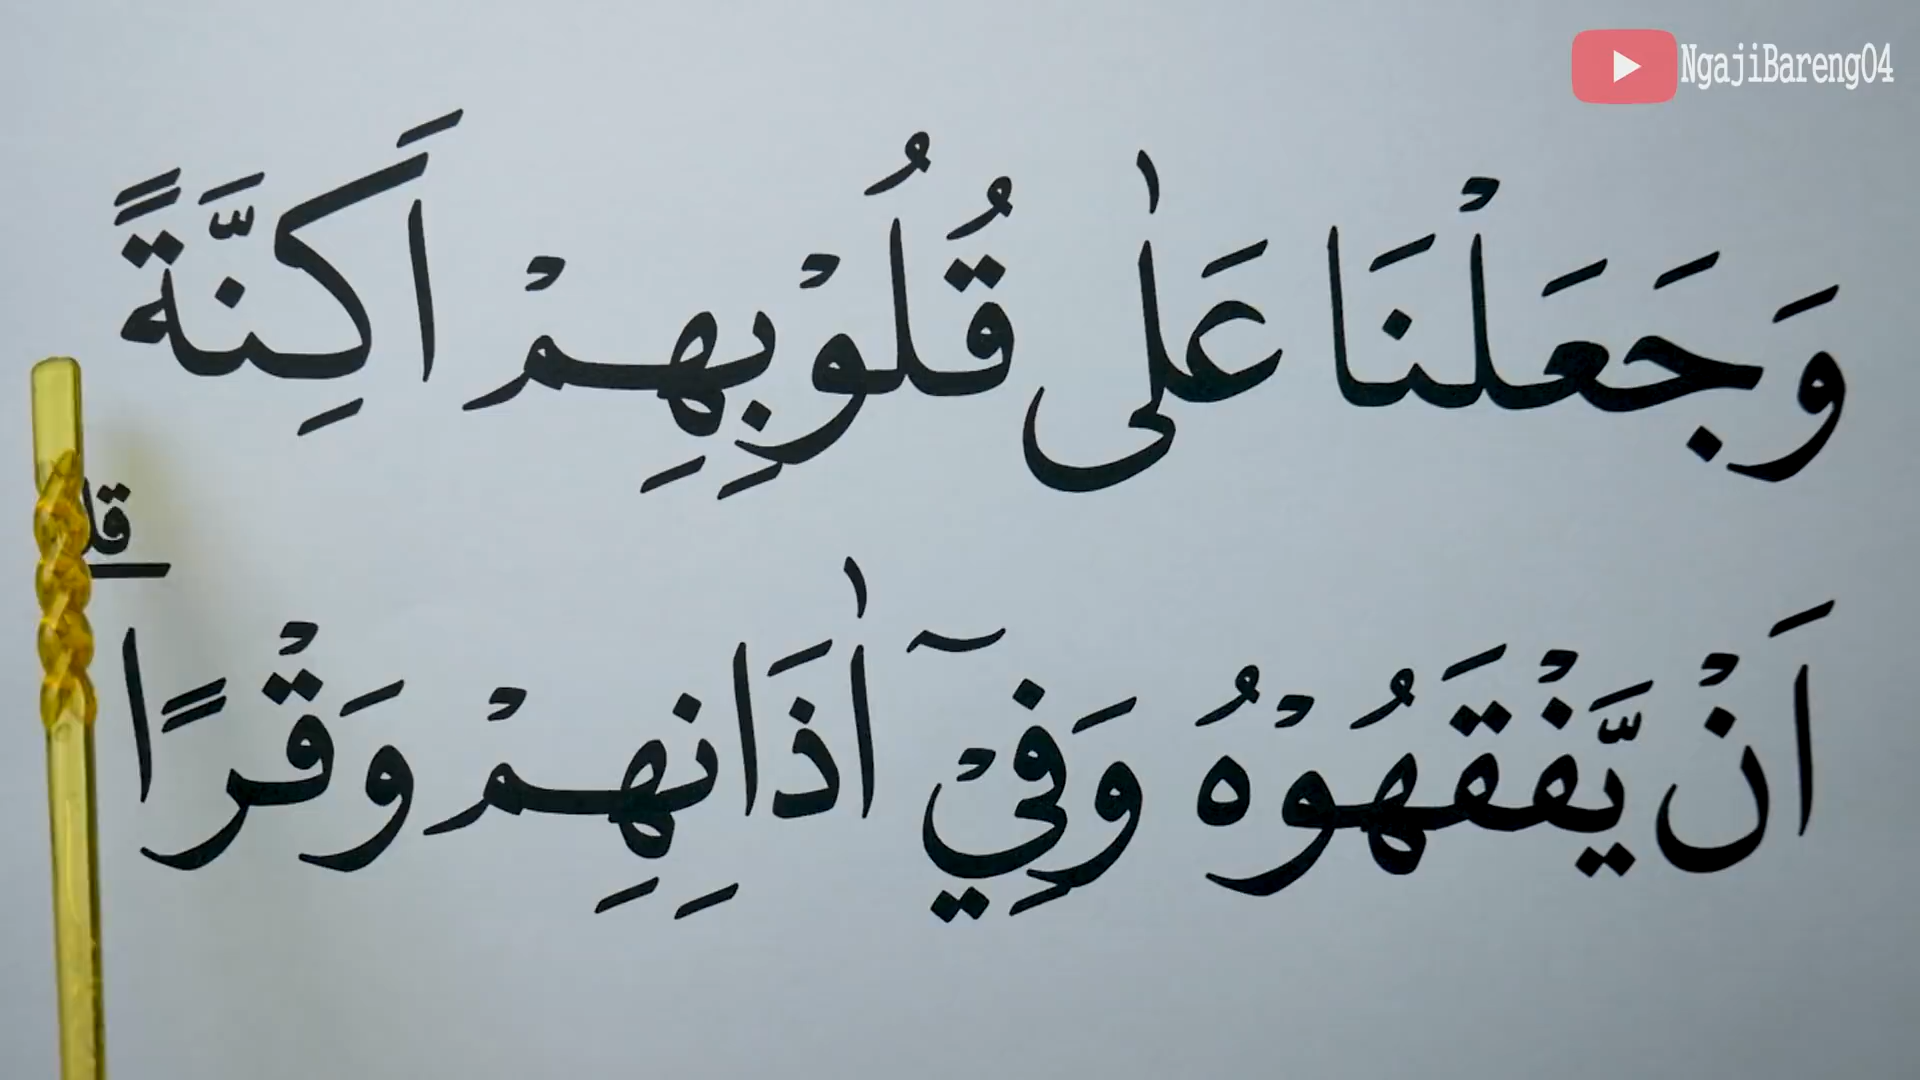 NgajiBareng04
وَجَعَلْنَا عَلٰى قُلُوْبِهِمْ اَكِنَّةً
اَنْ يَّفْقَهُوْهُ وَفِيْٓ اٰذَانِهِمْ وَقْرًا